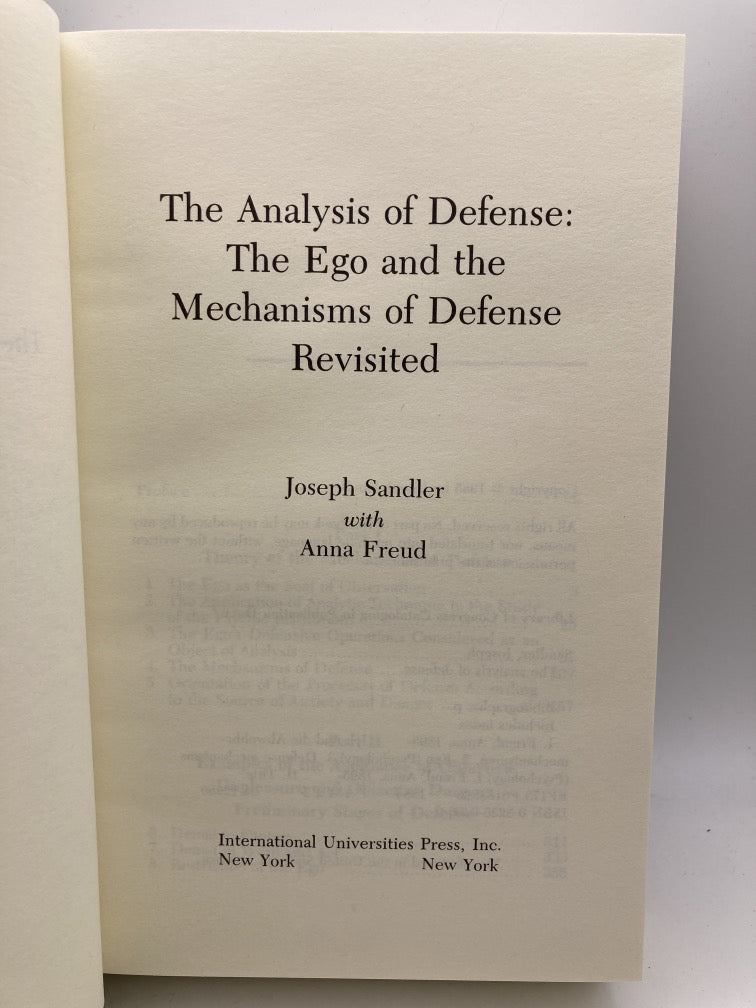 The Analysis of Defense:
The Ego and the
Mechanisms of Defense
Revisited
Joseph Sandler
with
Anna Freud
International Universities Press, Inc.
New York New York